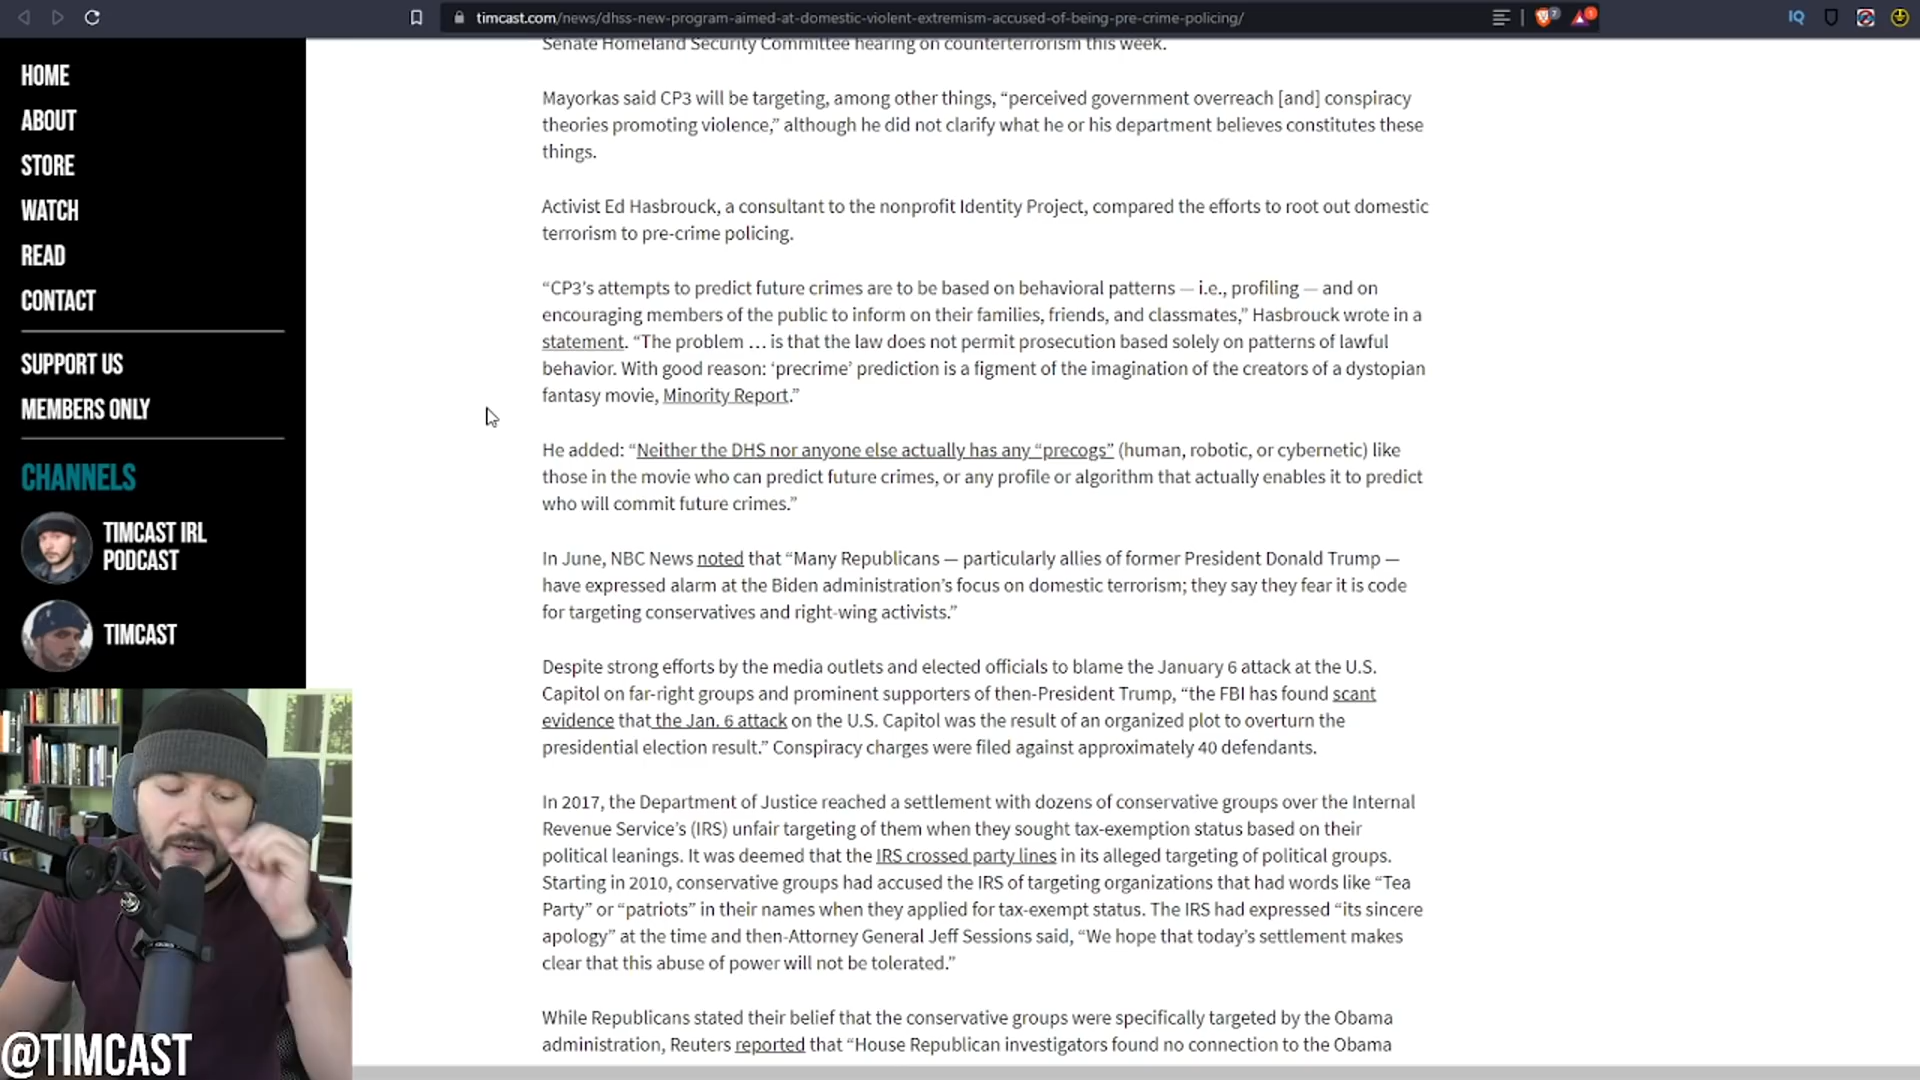 timcast.com/news/dhss-new-program-aimed-at-domestic-violent-extremism-accused-of-being-pre-crime-policing/
HOME
ABOUT
STORE
WATCH
READ
CONTACT
SUPPORT US
MEMBERS ONLY
CHANNELS
TIMCAST IRL
PODCAST
TIMCAST
@TIMCAST
Senate Homeland Security Committee hearing on counterterrorism this week.
Mayorkas said CP3 will be targeting, among other things, “perceived government overreach [and] conspiracy
theories promoting violence,” although he did not clarify what he or his department believes constitutes these
things.
Activist Ed Hasbrouck, a consultant to the nonprofit Identity Project, compared the efforts to root out domestic
terrorism to pre-crime policing.
“CP3’s attempts to predict future crimes are to be based on behavioral patterns — i.e., profiling — and on
encouraging members of the public to inform on their families, friends, and classmates,” Hasbrouck wrote in a
statement. “The problem … is that the law does not permit prosecution based solely on patterns of lawful
behavior. With good reason: ‘precrime’ prediction is a figment of the imagination of the creators of a dystopian
fantasy movie, Minority Report.”
He added: “Neither the DHS nor anyone else actually has any “precogs” (human, robotic, or cybernetic) like
those in the movie who can predict future crimes, or any profile or algorithm that actually enables it to predict
who will commit future crimes.”
In June, NBC News noted that “Many Republicans — particularly allies of former President Donald Trump —
have expressed alarm at the Biden administration’s focus on domestic terrorism; they say they fear it is code
for targeting conservatives and right-wing activists.”
Despite strong efforts by the media outlets and elected officials to blame the January 6 attack at the U.S.
Capitol on far-right groups and prominent supporters of then-President Trump, “the FBI has found scant
evidence that the Jan. 6 attack on the U.S. Capitol was the result of an organized plot to overturn the
presidential election result.” Conspiracy charges were filed against approximately 40 defendants.
In 2017, the Department of Justice reached a settlement with dozens of conservative groups over the Internal
Revenue Service’s (IRS) unfair targeting of them when they sought tax-exemption status based on their
political leanings. It was deemed that the IRS crossed party lines in its alleged targeting of political groups.
Starting in 2010, conservative groups had accused the IRS of targeting organizations that had words like “Tea
Party” or “patriots” in their names when they applied for tax-exempt status. The IRS had expressed “its sincere
apology” at the time and then-Attorney General Jeff Sessions said, “We hope that today’s settlement makes
clear that this abuse of power will not be tolerated.”
While Republicans stated their belief that the conservative groups were specifically targeted by the Obama
administration, Reuters reported that “House Republican investigators found no connection to the Obama